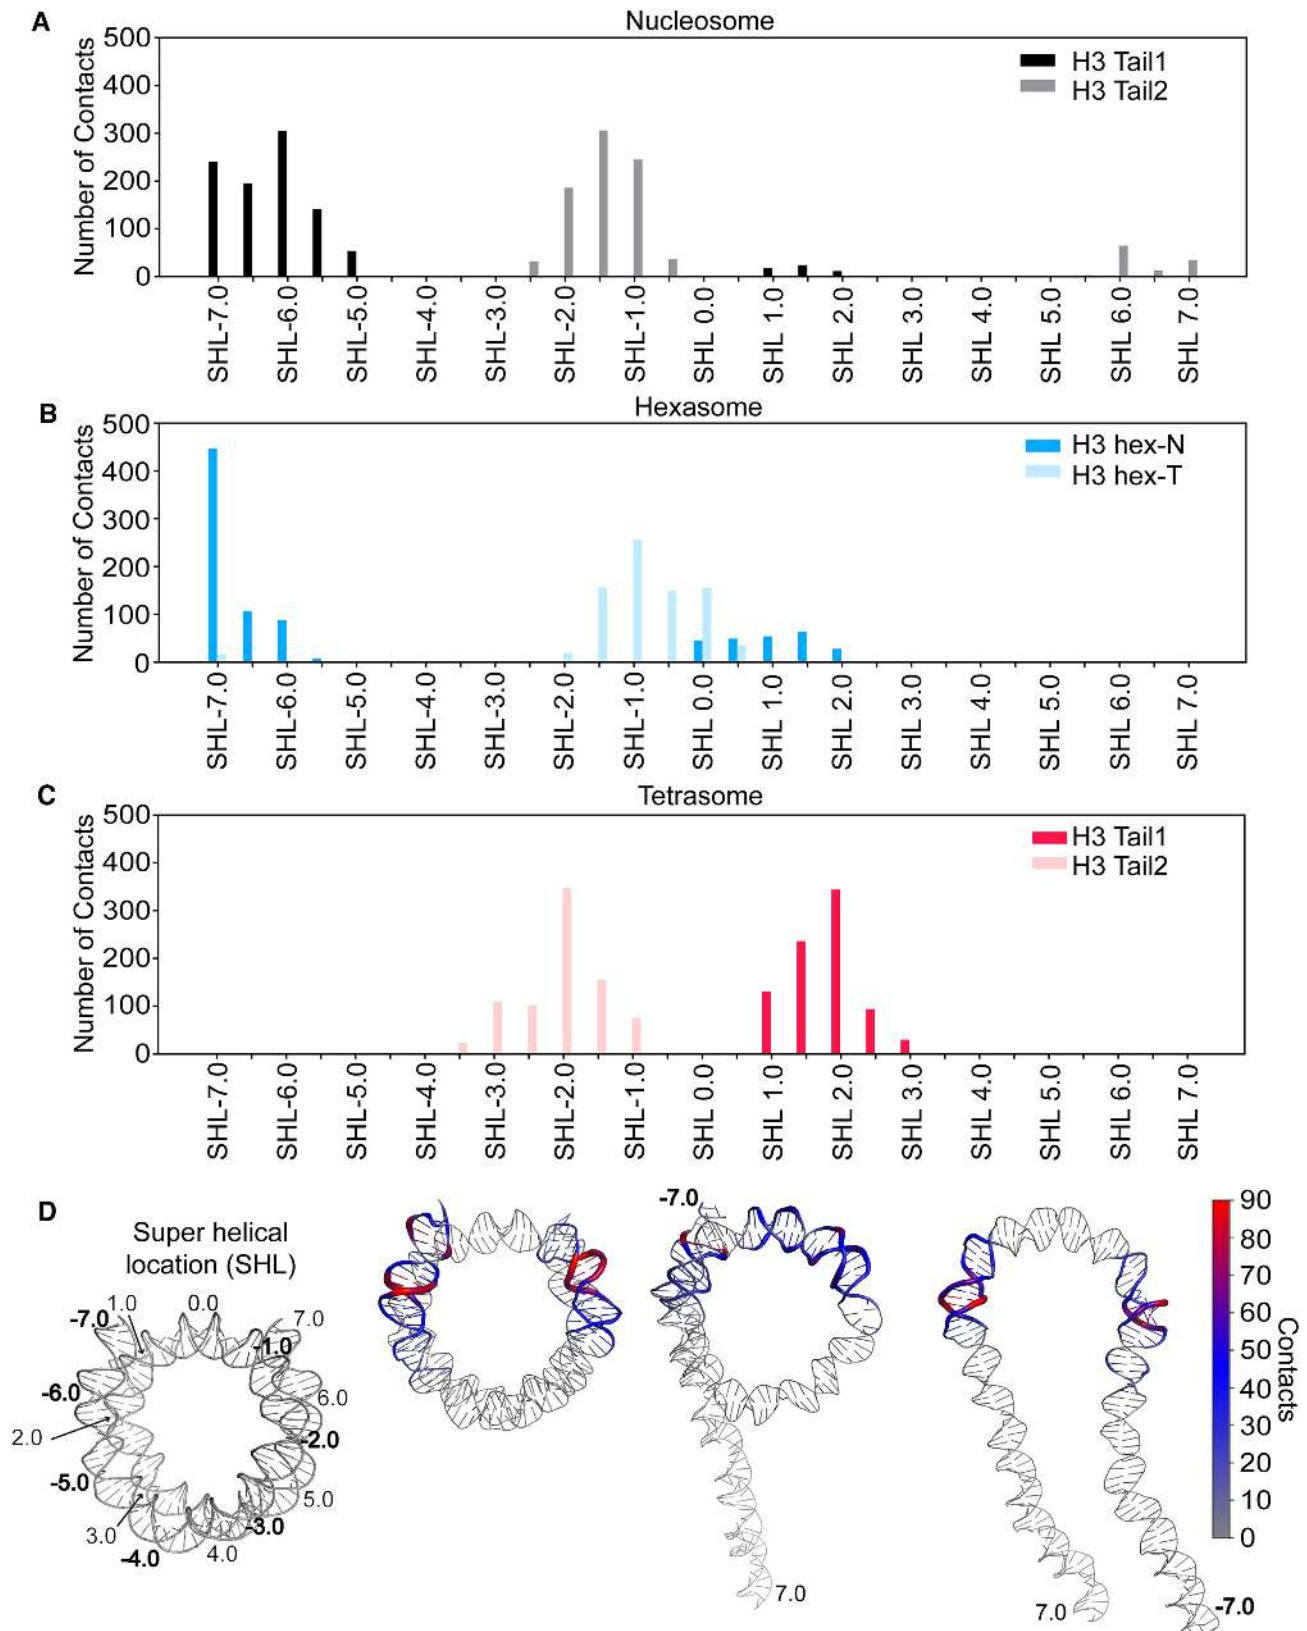 A
Nucleosome
Number of Contacts
500
400
300
200
100
0
H3 Tail1
H3 Tail2
SHL-7.0
SHL-6.0
SHL-5.0
SHL-4.0
SHL-3.0
SHL-2.0
SHL-1.0
SHL 0.0
SHL 1.0
SHL 2.0
SHL 3.0
SHL 4.0
SHL 5.0
SHL 6.0
SHL 7.0
B
Hexasome
Number of Contacts
500
400
300
200
100
0
H3 hex-N
H3 hex-T
SHL-7.0
SHL-6.0
SHL-5.0
SHL-4.0
SHL-3.0
SHL-2.0
SHL-1.0
SHL 0.0
SHL 1.0
SHL 2.0
SHL 3.0
SHL 4.0
SHL 5.0
SHL 6.0
SHL 7.0
C
Tetrasome
Number of Contacts
500
400
300
200
100
0
H3 Tail1
H3 Tail2
SHL-7.0
SHL-6.0
SHL-5.0
SHL-4.0
SHL-3.0
SHL-2.0
SHL-1.0
SHL 0.0
SHL 1.0
SHL 2.0
SHL 3.0
SHL 4.0
SHL 5.0
SHL 6.0
SHL 7.0
D
Super helical
location (SHL)
-7.0
1.0
0.0
7.0
-1.0
-6.0
6.0
2.0
-2.0
-5.0
5.0
3.0
-3.0
-4.0
4.0
-7.0
7.0
7.0
-7.0
90
80
70
60
50
40
30
20
10
0
Contacts